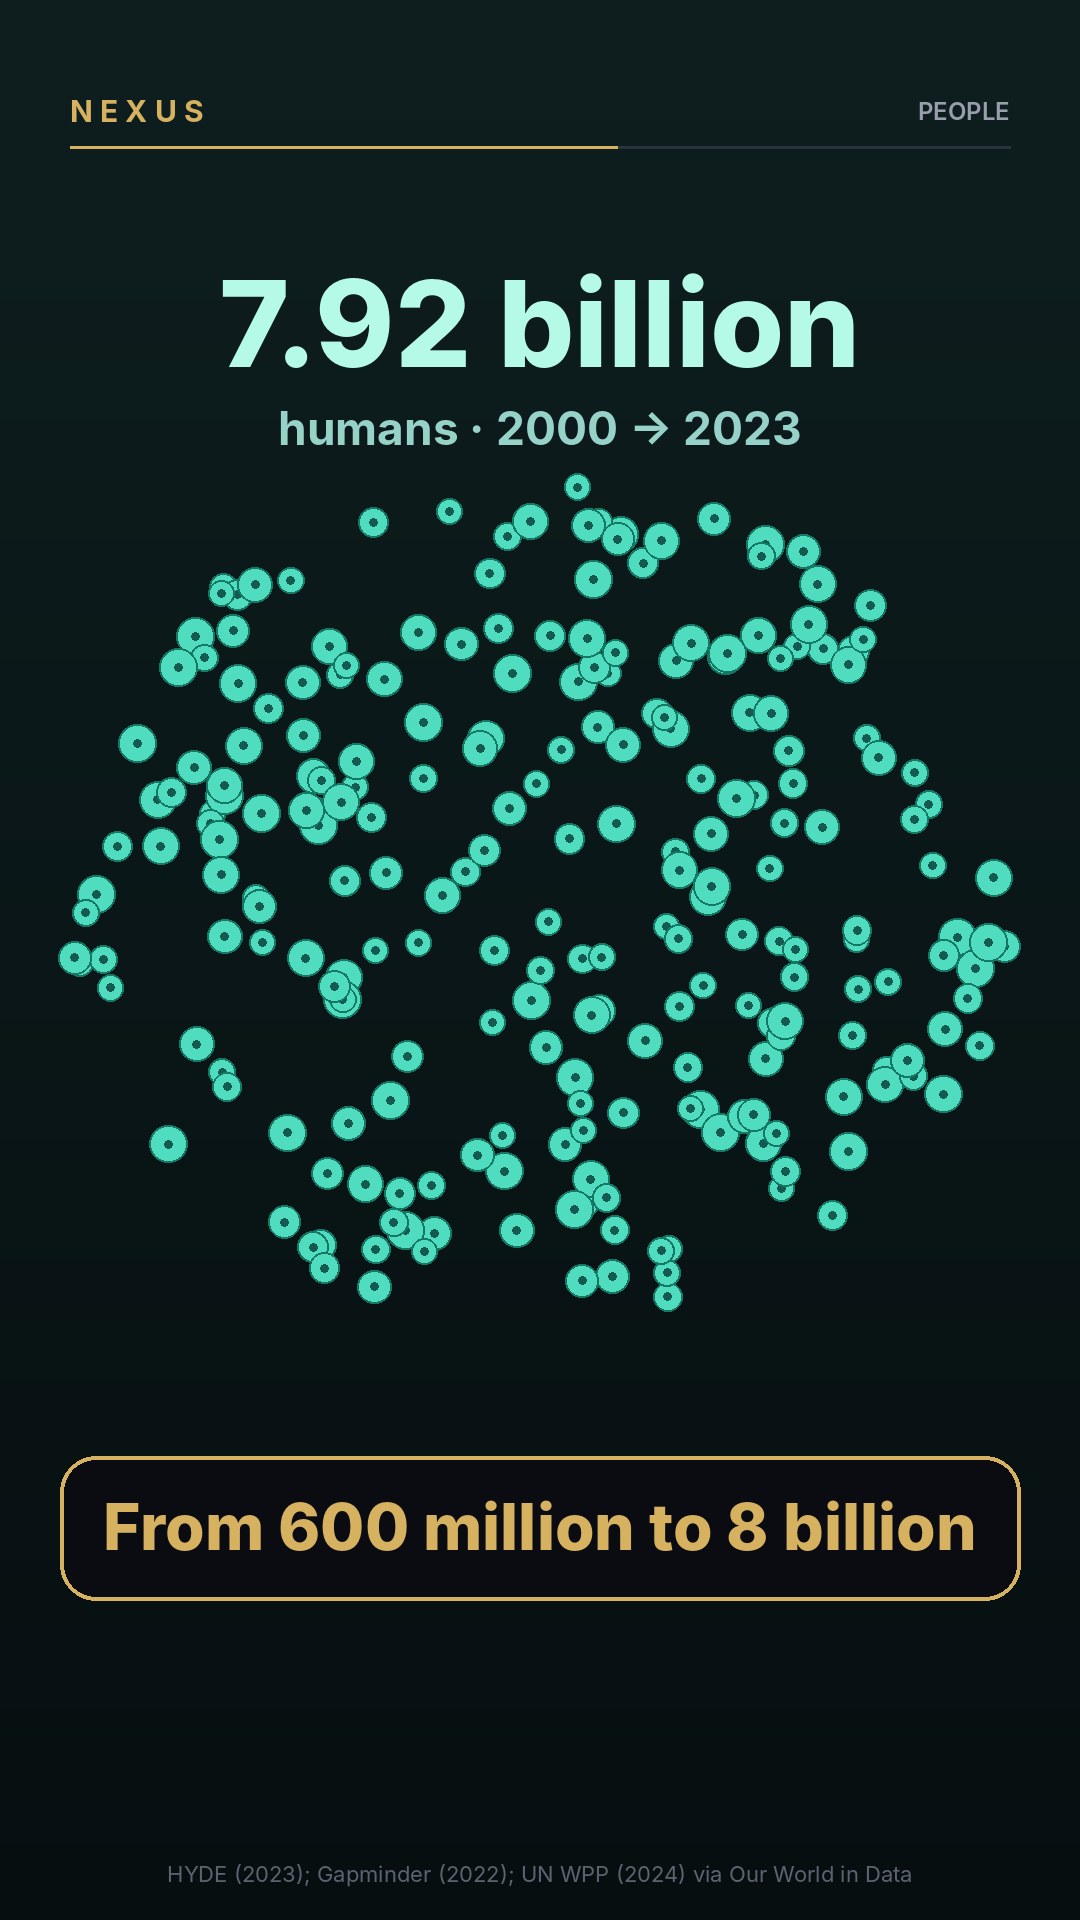 NEXUS
PEOPLE
7.92 billion
humans · 2000 → 2023
From 600 million to 8 billion
HYDE (2023); Gapminder (2022); UN WPP (2024) via Our World in Data